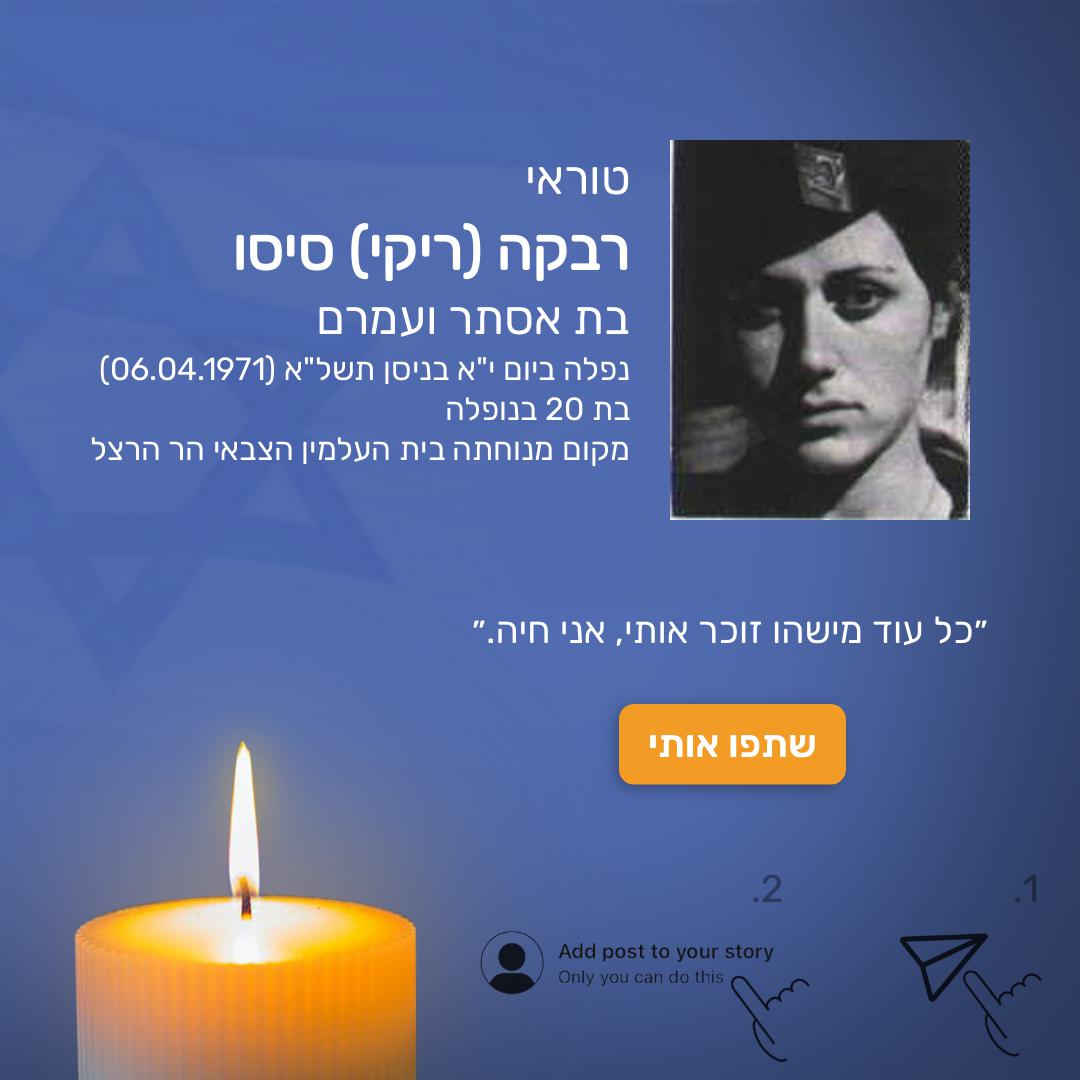 טוראי
רבקה (ריקי) סיסו
בת אסתר ועמרם
נפלה ביום י"א בניסן תשל"א (06.04.1971)
בת 20 בנופלה
מקום מנוחתה בית העלמין הצבאי הר הרצל
״כל עוד מישהו זוכר אותי, אני חיה.״
שתפו אותי
.1
.2
Add post to your story
Only you can do this